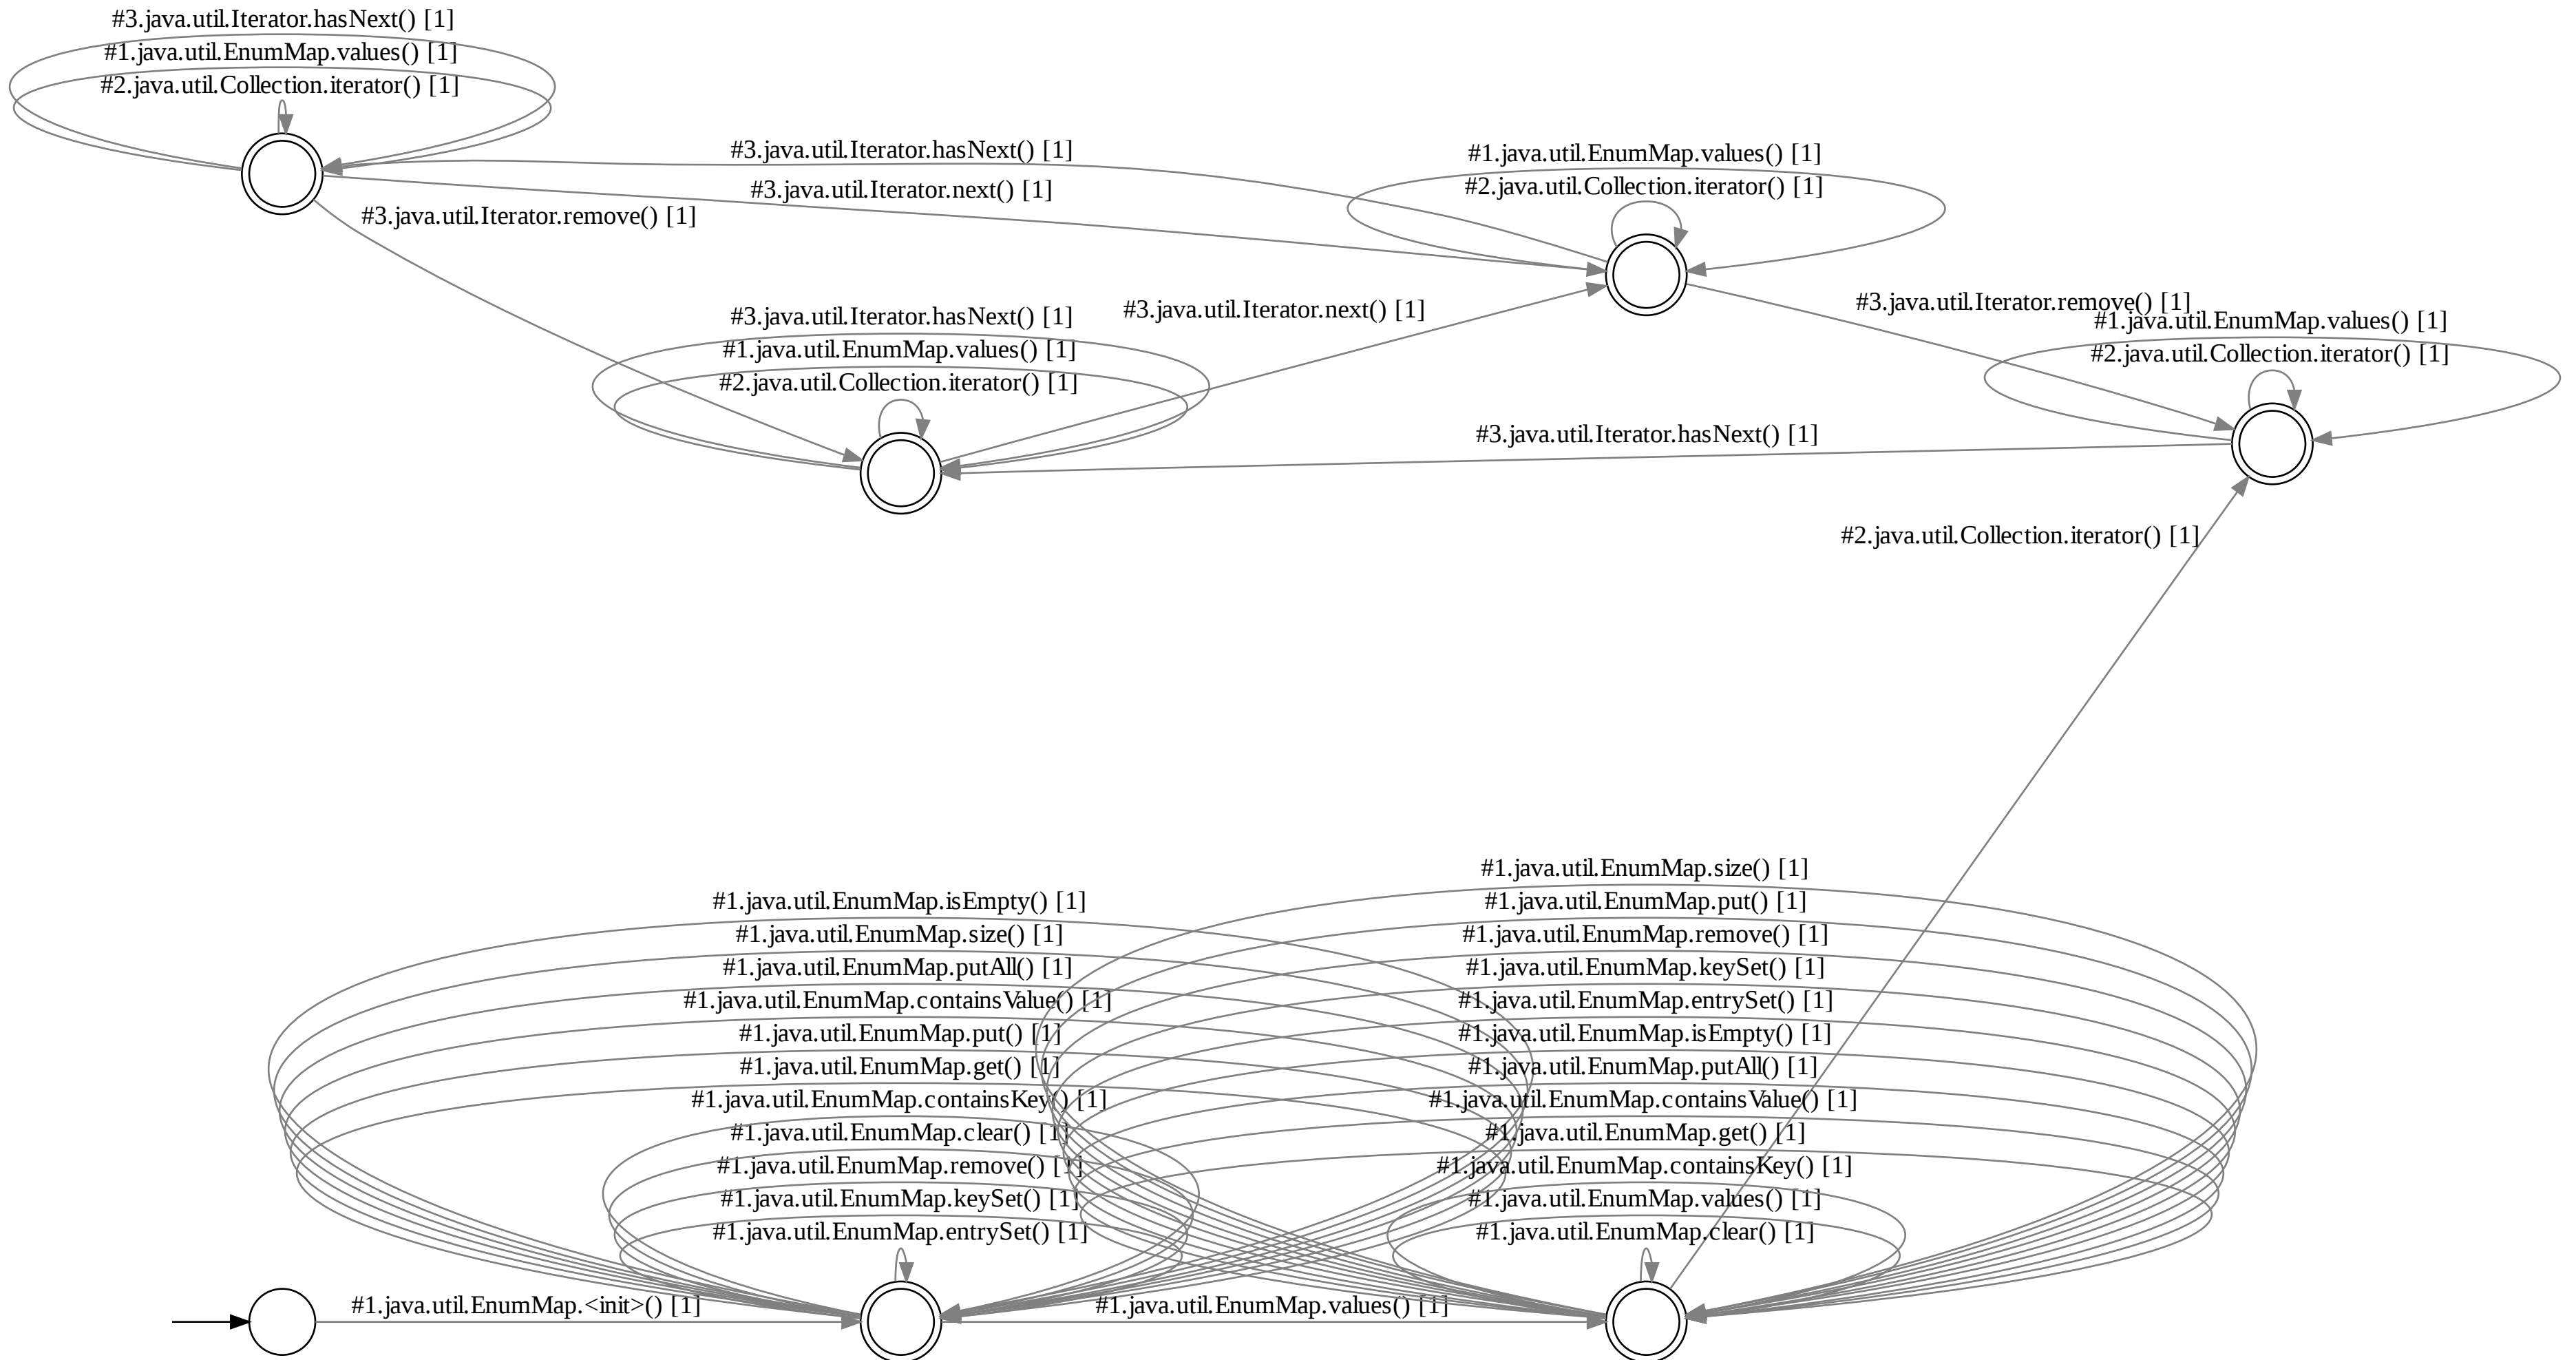 #3.java.util.Iterator.hasNext() [1]
#1.java.util.EnumMap.values() [1]
#2.java.util.Collection.iterator() [1]
#3.java.util.Iterator.hasNext() [1]
#3.java.util.Iterator.next() [1]
#3.java.util.Iterator.remove() [1]
#1.java.util.EnumMap.values() [1]
#2.java.util.Collection.iterator() [1]
#3.java.util.Iterator.hasNext() [1]
#1.java.util.EnumMap.values() [1]
#2.java.util.Collection.iterator() [1]
#3.java.util.Iterator.next() [1]
#3.java.util.Iterator.remove() [1]
#1.java.util.EnumMap.values() [1]
#2.java.util.Collection.iterator() [1]
#3.java.util.Iterator.hasNext() [1]
#2.java.util.Collection.iterator() [1]
#1.java.util.EnumMap.isEmpty() [1]
#1.java.util.EnumMap.size() [1]
#1.java.util.EnumMap.putAll() [1]
#1.java.util.EnumMap.containsValue() [1]
#1.java.util.EnumMap.put() [1]
#1.java.util.EnumMap.get() [1]
#1.java.util.EnumMap.containsKey() [1]
#1.java.util.EnumMap.clear() [1]
#1.java.util.EnumMap.remove() [1]
#1.java.util.EnumMap.keySet() [1]
#1.java.util.EnumMap.entrySet() [1]
#1.java.util.EnumMap.size() [1]
#1.java.util.EnumMap.put() [1]
#1.java.util.EnumMap.remove() [1]
#1.java.util.EnumMap.keySet() [1]
#1.java.util.EnumMap.entrySet() [1]
#1.java.util.EnumMap.isEmpty() [1]
#1.java.util.EnumMap.putAll() [1]
#1.java.util.EnumMap.containsValue() [1]
#1.java.util.EnumMap.get() [1]
#1.java.util.EnumMap.containsKey() [1]
#1.java.util.EnumMap.values() [1]
#1.java.util.EnumMap.clear() [1]
#1.java.util.EnumMap.<init>() [1]
#1.java.util.EnumMap.values() [1]